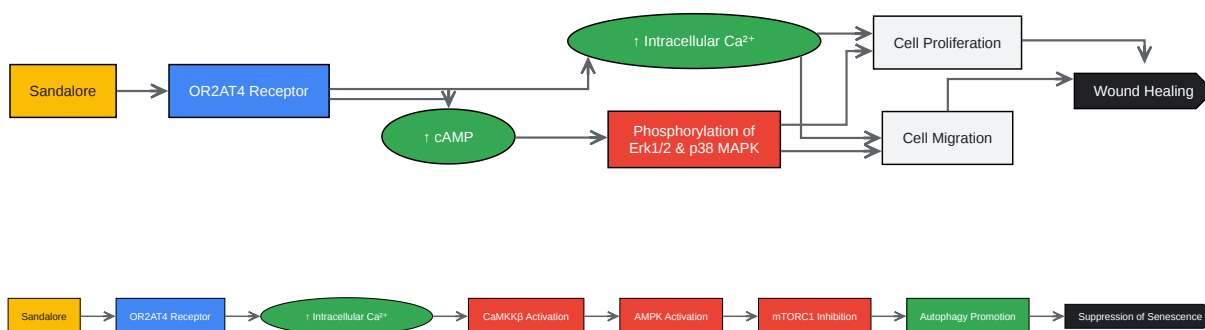 Sandalore
OR2AT4 Receptor
↑ Intracellular Ca²⁺
↑ cAMP
Phosphorylation of
Erk1/2 & p38 MAPK
Cell Proliferation
Cell Migration
Wound Healing
Sandalore
OR2AT4 Receptor
↑ Intracellular Ca²⁺
CaMKKβ Activation
AMPK Activation
mTORC1 Inhibition
Autophagy Promotion
Suppression of Senescence